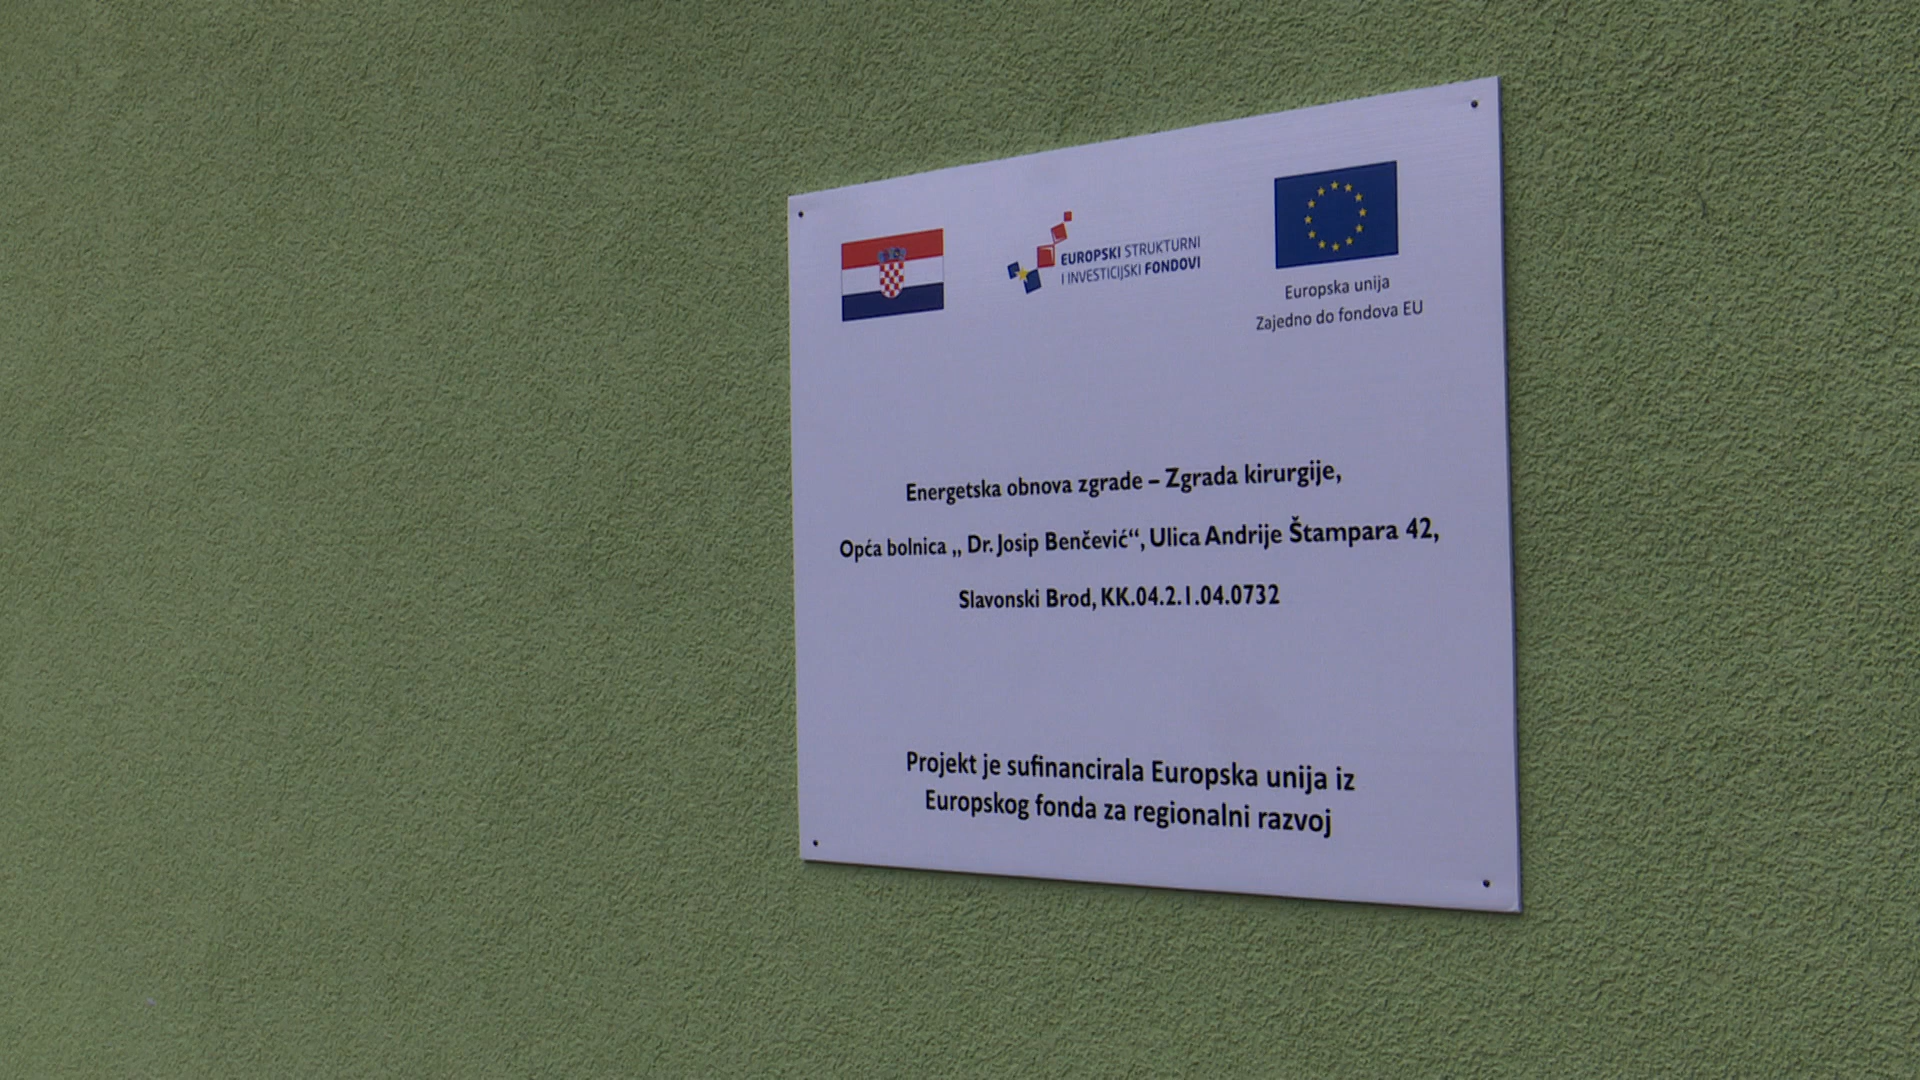 EUROPSKI STRUKTURNI
I INVESTICIJSKI FONDOVI
Europska unija
Zajedno do fondova EU
Energetska obnova zgrade – Zgrada kirurgije,
Opća bolnica „ Dr. Josip Benčević“, Ulica Andrije Štampara 42,
Slavonski Brod, KK.04.2.1.04.0732
Projekt je sufinancirala Europska unija iz
Europskog fonda za regionalni razvoj